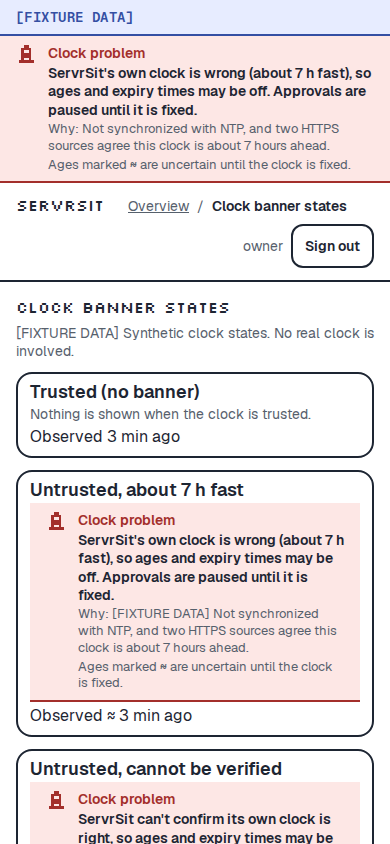 [FIXTURE DATA]
Clock problem
ServrSit's own clock is wrong (about 7 h fast), so
ages and expiry times may be off. Approvals are
paused until it is fixed.
Why: Not synchronized with NTP, and two HTTPS
sources agree this clock is about 7 hours ahead.
Ages marked ≈ are uncertain until the clock is fixed.
SERVRSIT Overview / Clock banner states
owner Sign out
CLOCK BANNER STATES
[FIXTURE DATA] Synthetic clock states. No real clock is
involved.
Trusted (no banner)
Nothing is shown when the clock is trusted.
Observed 3 min ago
Untrusted, about 7 h fast
Clock problem
ServrSit's own clock is wrong (about 7 h
fast), so ages and expiry times may be
off. Approvals are paused until it is
fixed.
Why: [FIXTURE DATA] Not synchronized
with NTP, and two HTTPS sources agree this
clock is about 7 hours ahead.
Ages marked ≈ are uncertain until the clock
is fixed.
Observed ≈ 3 min ago
Untrusted, cannot be verified
Clock problem
ServrSit can't confirm its own clock is
right, so ages and expiry times may be